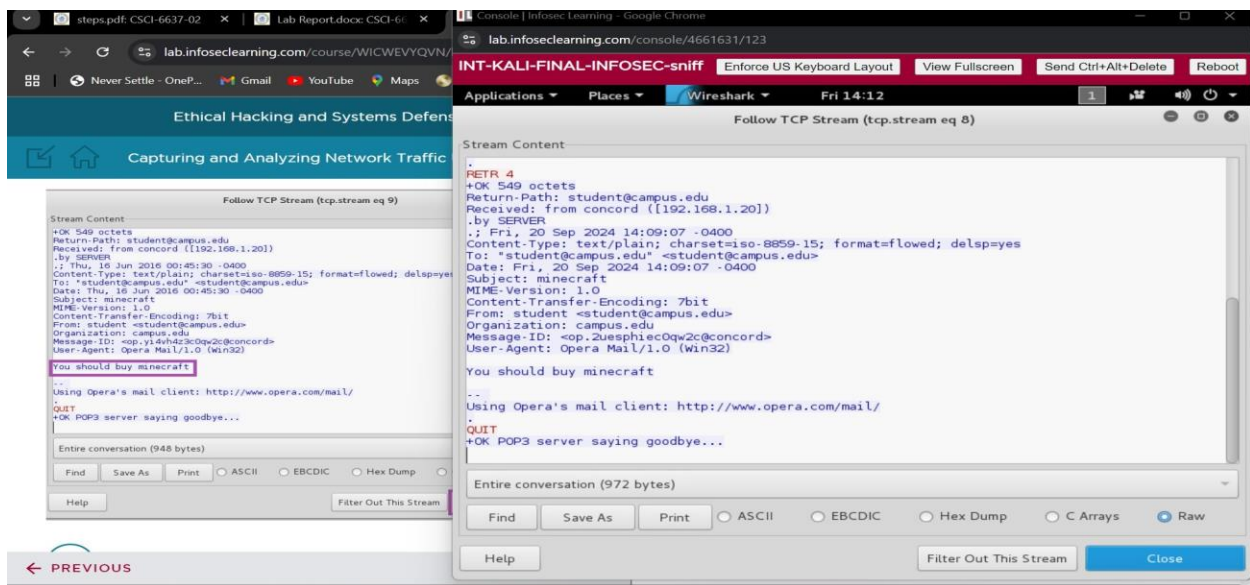 steps.pdf: CSCI-6637-02 ×
Lab Report.docx: CSCI-66 ×
lab.infoseclearning.com/course/WICWEVYQVN/
Never Settle - OneP... Gmail YouTube Maps
Ethical Hacking and Systems Defens
Capturing and Analyzing Network Traffic
Follow TCP Stream (tcp.stream eq 9)
Stream Content
+OK 549 octets
Return-Path: student@campus.edu
Received: from concord ([192.168.1.20])
.by SERVER
.; Thu, 16 Jun 2016 00:45:30 -0400
Content-Type: text/plain; charset=iso-8859-15; format=flowed; delsp=yes
To: "student@campus.edu" <student@campus.edu>
Date: Thu, 16 Jun 2016 00:45:30 -0400
Subject: minecraft
MIME-Version: 1.0
Content-Transfer-Encoding: 7bit
From: student <student@campus.edu>
Organization: campus.edu
Message-ID: <op.yi4vh4z3c0qw2c@concord>
User-Agent: Opera Mail/1.0 (Win32)
You should buy minecraft
--
Using Opera's mail client: http://www.opera.com/mail/
.
QUIT
+OK POP3 server saying goodbye...
Entire conversation (948 bytes)
Find Save As Print ASCII EBCDIC Hex Dump
Help Filter Out This Stream
← PREVIOUS
Console | Infosec Learning - Google Chrome
lab.infoseclearning.com/console/4661631/123
INT-KALI-FINAL-INFOSEC-sniff Enforce US Keyboard Layout View Fullscreen Send Ctrl+Alt+Delete Reboot
Applications Places Wireshark Fri 14:12 1
Follow TCP Stream (tcp.stream eq 8)
Stream Content
.
RETR 4
+OK 549 octets
Return-Path: student@campus.edu
Received: from concord ([192.168.1.20])
.by SERVER
.; Fri, 20 Sep 2024 14:09:07 -0400
Content-Type: text/plain; charset=iso-8859-15; format=flowed; delsp=yes
To: "student@campus.edu" <student@campus.edu>
Date: Fri, 20 Sep 2024 14:09:07 -0400
Subject: minecraft
MIME-Version: 1.0
Content-Transfer-Encoding: 7bit
From: student <student@campus.edu>
Organization: campus.edu
Message-ID: <op.2uesphiec0qw2c@concord>
User-Agent: Opera Mail/1.0 (Win32)
You should buy minecraft
--
Using Opera's mail client: http://www.opera.com/mail/
.
QUIT
+OK POP3 server saying goodbye...
Entire conversation (972 bytes)
Find Save As Print ASCII EBCDIC Hex Dump C Arrays Raw
Help Filter Out This Stream Close